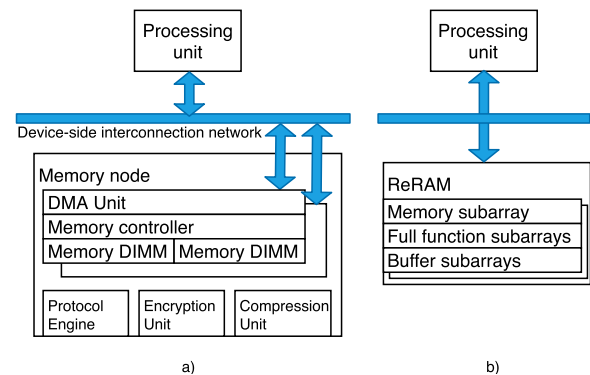 Processing
unit
Device-side interconnection network
Memory node
DMA Unit
Memory controller
Memory DIMM
Memory DIMM
Protocol
Engine
Encryption
Unit
Compression
Unit
a)
Processing
unit
ReRAM
Memory subarray
Full function subarrays
Buffer subarrays
b)